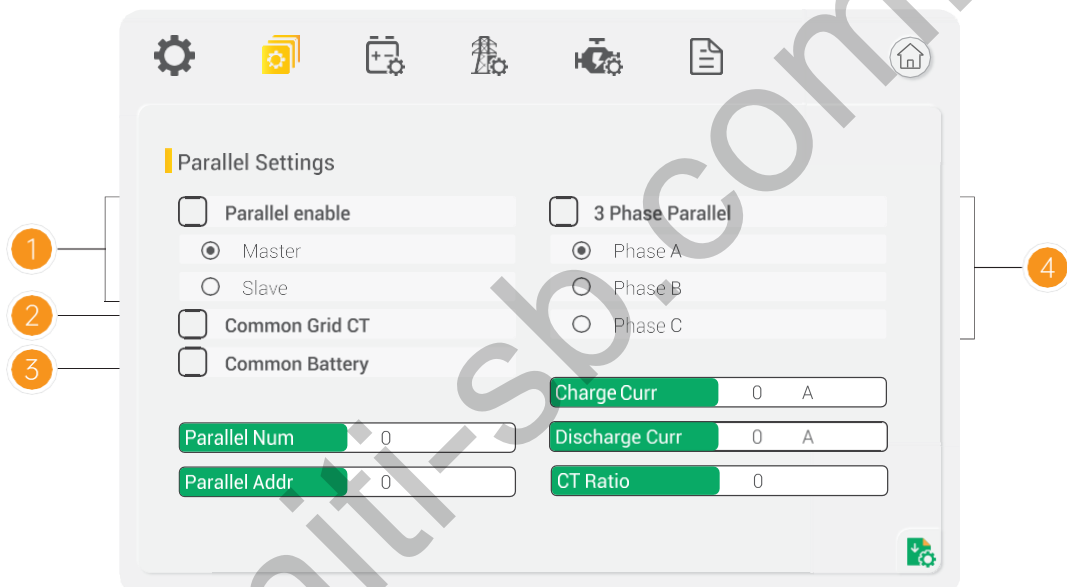 Parallel Settings
Parallel enable
Master
Slave
Common Grid CT
Common Battery
3 Phase Parallel
Phase A
Phase B
Phase C
Parallel Num 0
Parallel Addr 0
Charge Curr 0 A
Discharge Curr 0 A
CT Ratio 0
1
2
3
4